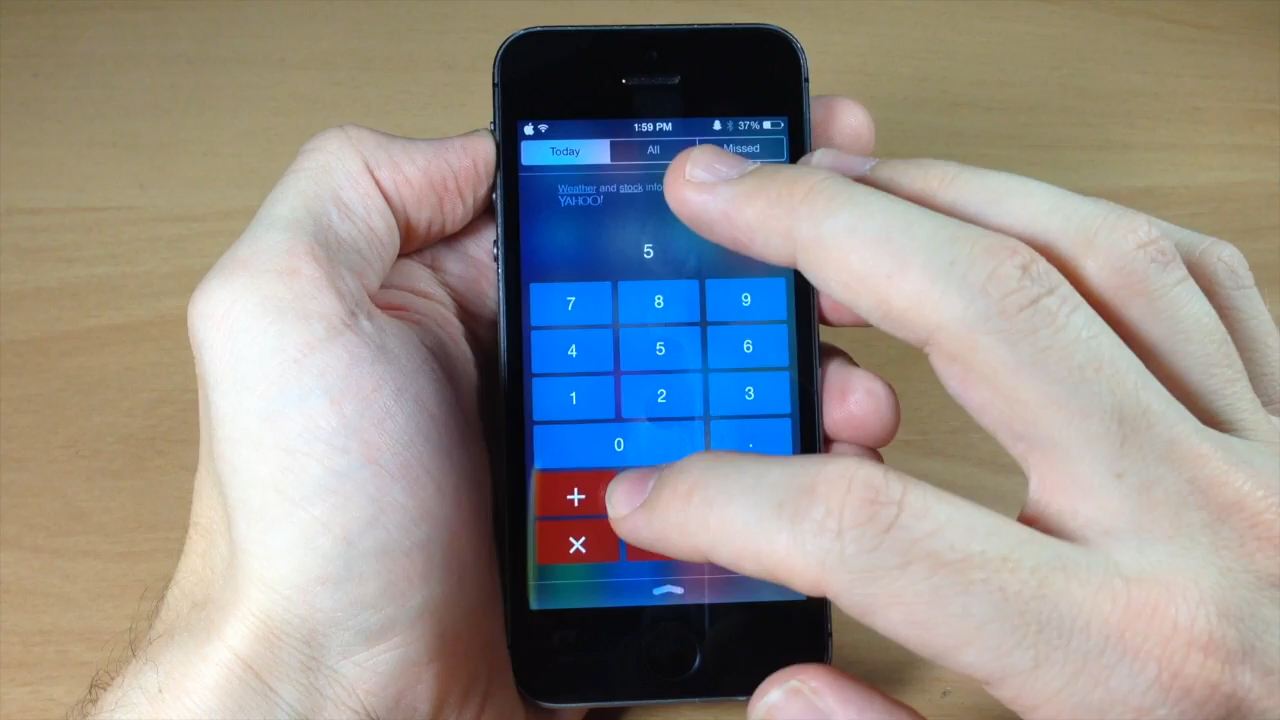 1:59 PM 37%
Today All Missed
Weather and stock info
YAHOO!
5
7 8 9
4 5 6
1 2 3
0 .
+
×